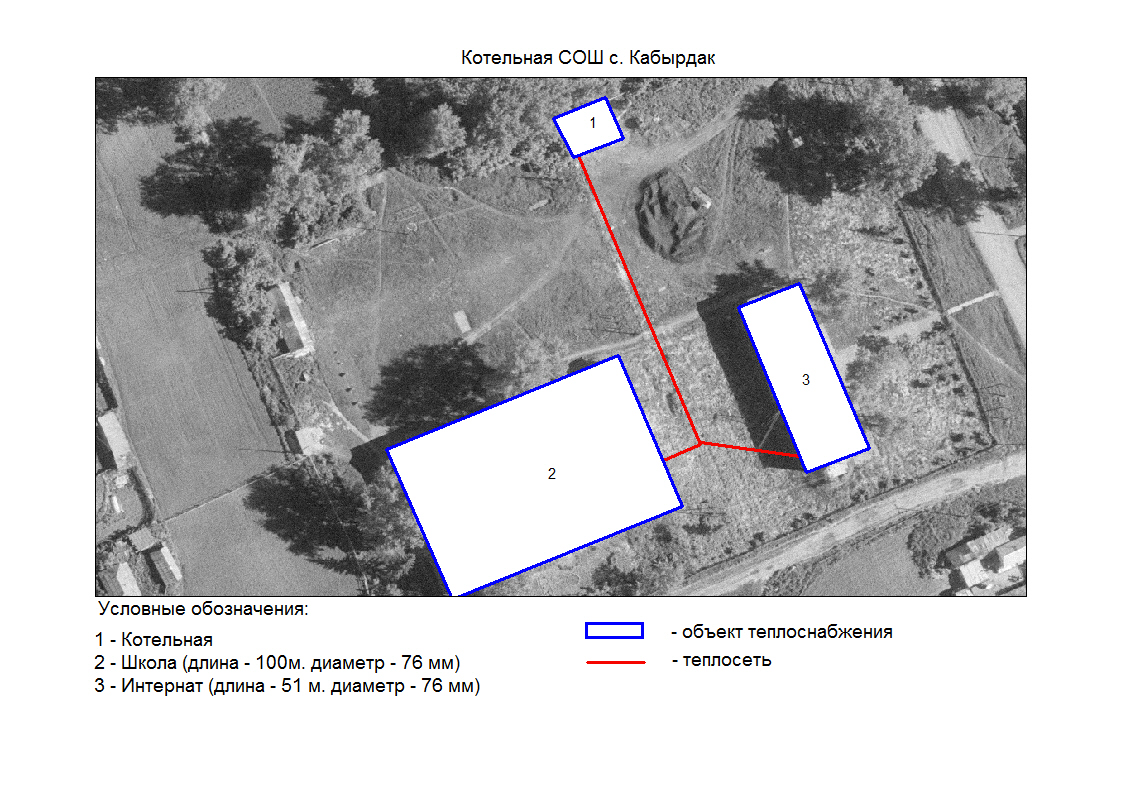 Котельная СОШ с. Кабырдак
1
3
2
Условные обозначения:
1 - Котельная
2 - Школа (длина - 100м. диаметр - 76 мм)
3 - Интернат (длина - 51 м. диаметр - 76 мм)
- объект теплоснабжения
- теплосеть